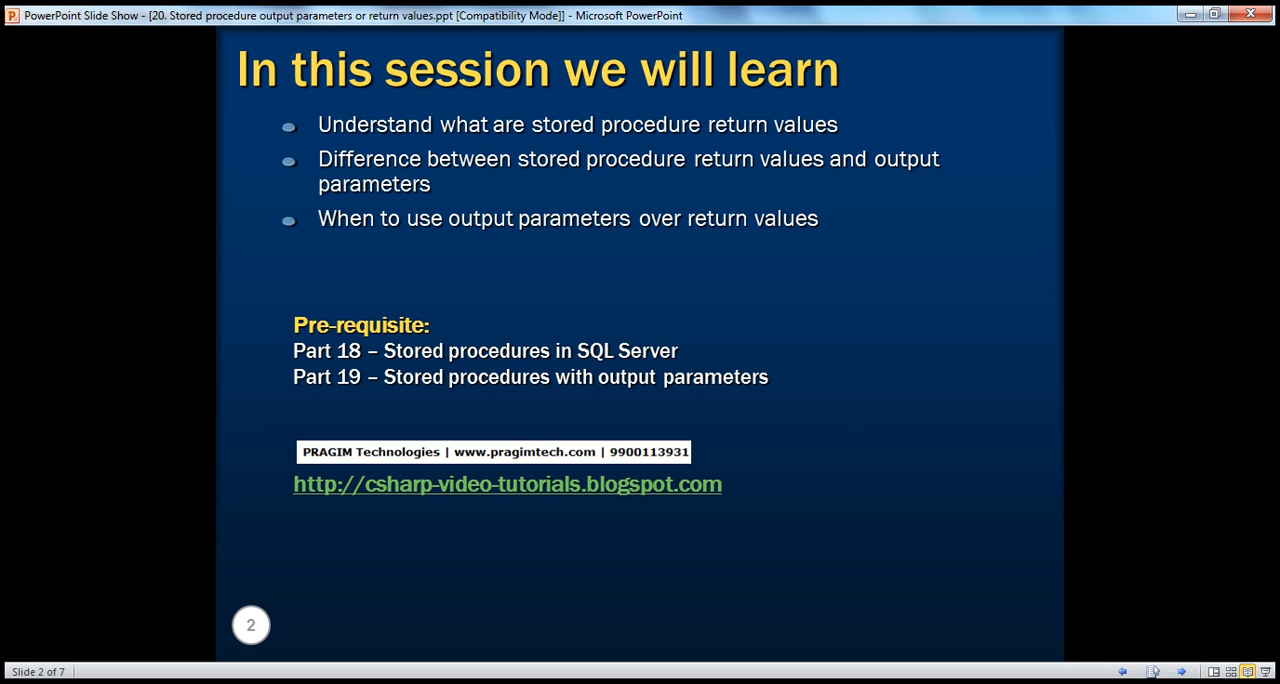 PowerPoint Slide Show - [20. Stored procedure output parameters or return values.ppt [Compatibility Mode]] - Microsoft PowerPoint
In this session we will learn
Understand what are stored procedure return values
Difference between stored procedure return values and output
parameters
When to use output parameters over return values
Pre-requisite:
Part 18 – Stored procedures in SQL Server
Part 19 – Stored procedures with output parameters
PRAGIM Technologies | www.pragimtech.com | 9900113931
http://csharp-video-tutorials.blogspot.com
2
Slide 2 of 7